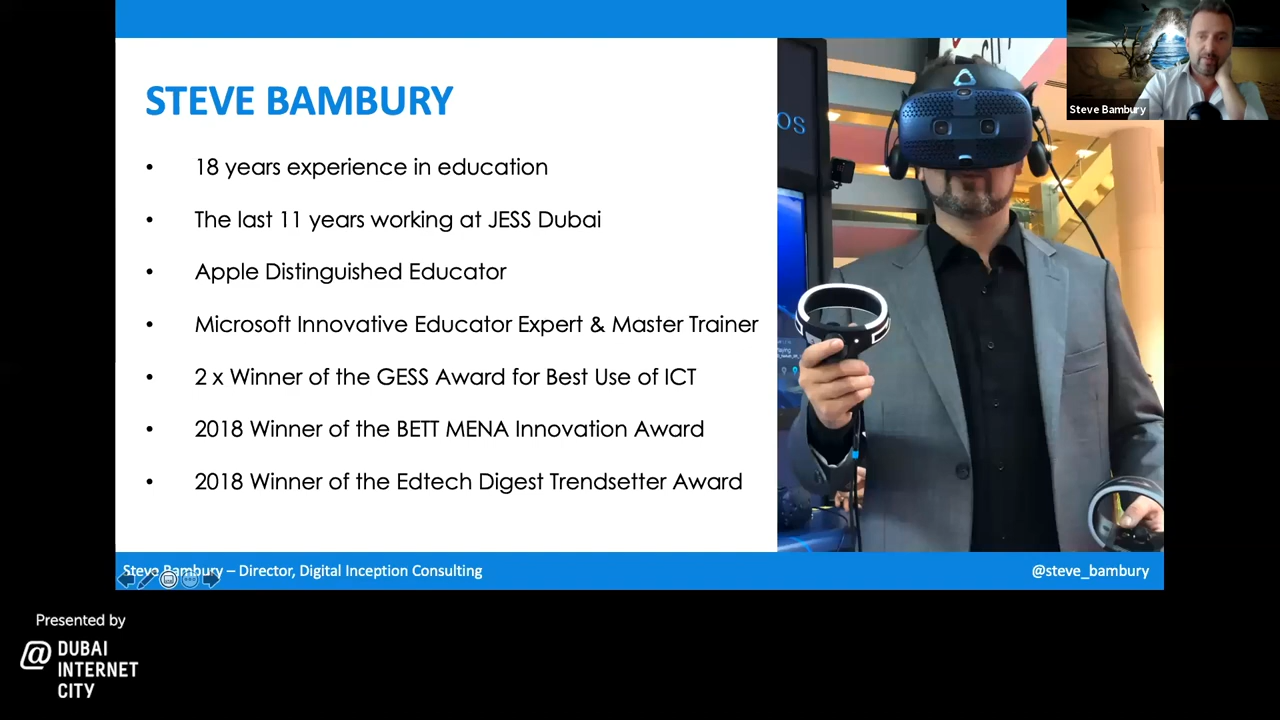 STEVE BAMBURY
• 18 years experience in education
• The last 11 years working at JESS Dubai
• Apple Distinguished Educator
• Microsoft Innovative Educator Expert & Master Trainer
• 2 x Winner of the GESS Award for Best Use of ICT
• 2018 Winner of the BETT MENA Innovation Award
• 2018 Winner of the Edtech Digest Trendsetter Award
Steve Bambury
Steve Bambury – Director, Digital Inception Consulting
@steve_bambury
Presented by
@ DUBAI
INTERNET
CITY